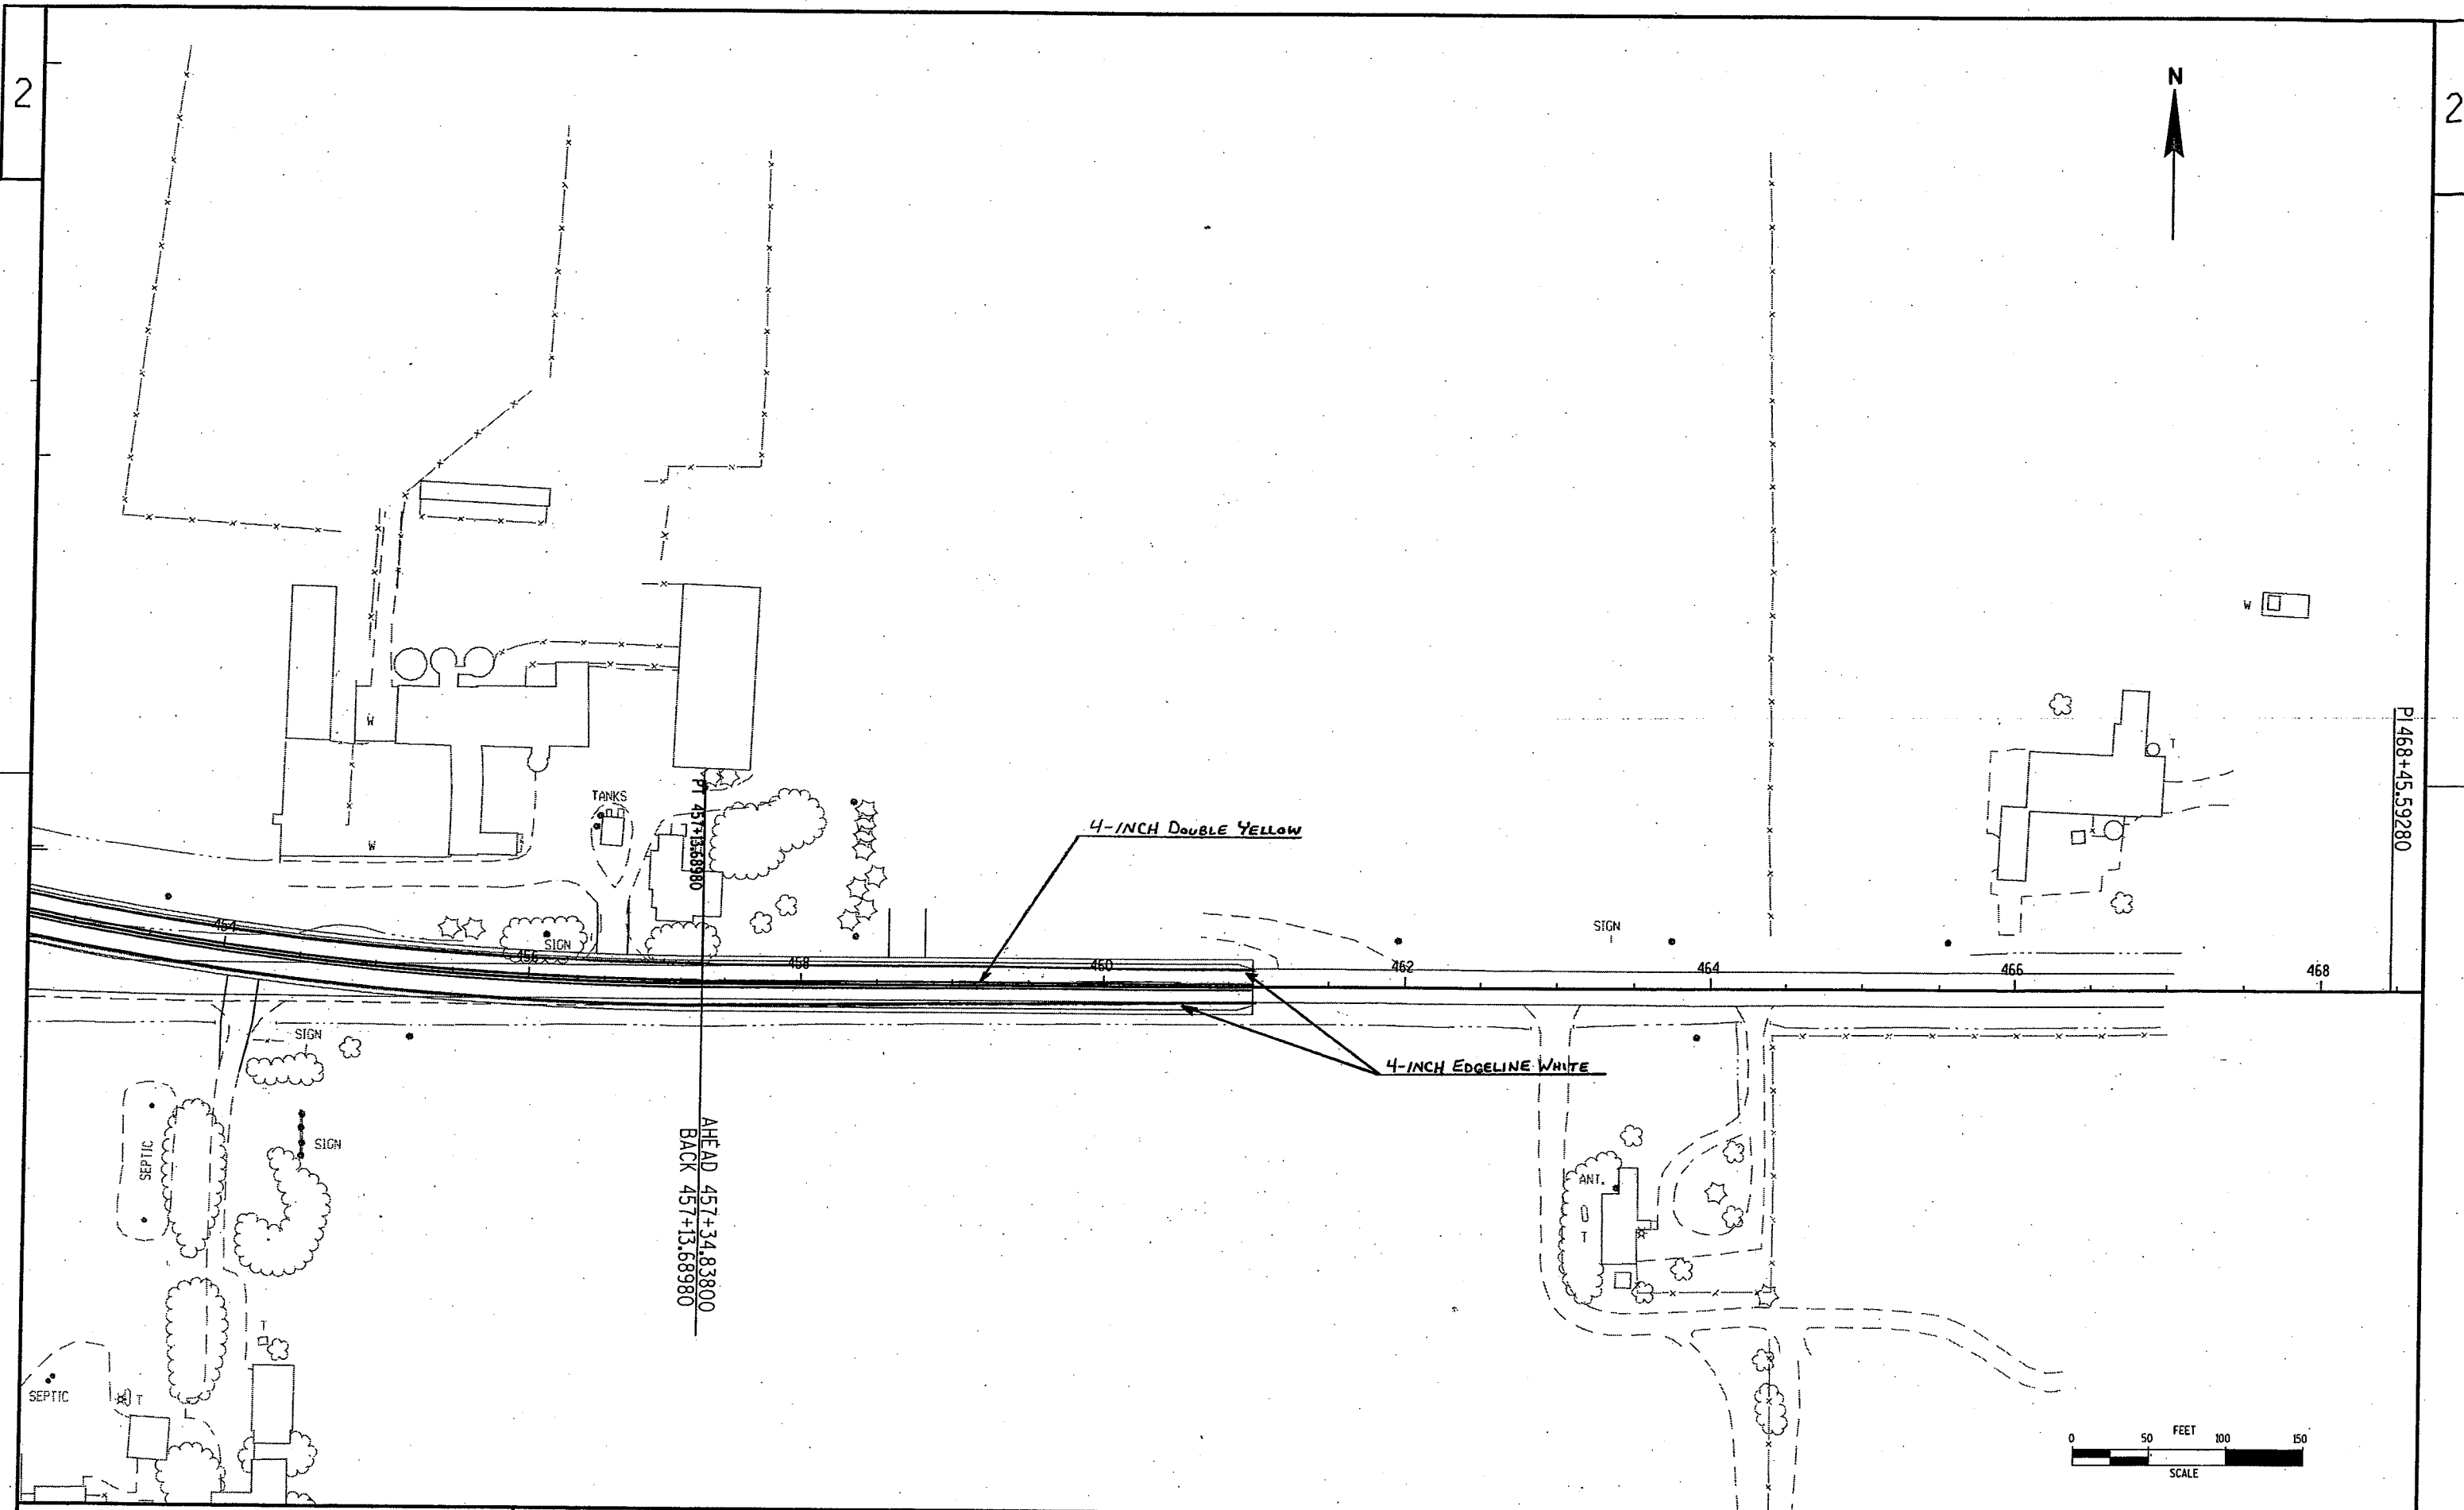 2
2
N
W
PI 468+45.59280
T
W
W
TANKS
PT 457+13.68980
4-INCH DOUBLE YELLOW
454
SIGN
456
458
460
SIGN
462
464
466
468
SIGN
4-INCH EDGELINE WHITE
SIGN
SEPTIC
AHEAD 457+34.83800
BACK 457+13.68980
ANT.
T
T
SEPTIC
T
FEET
0 50 100 150
SCALE